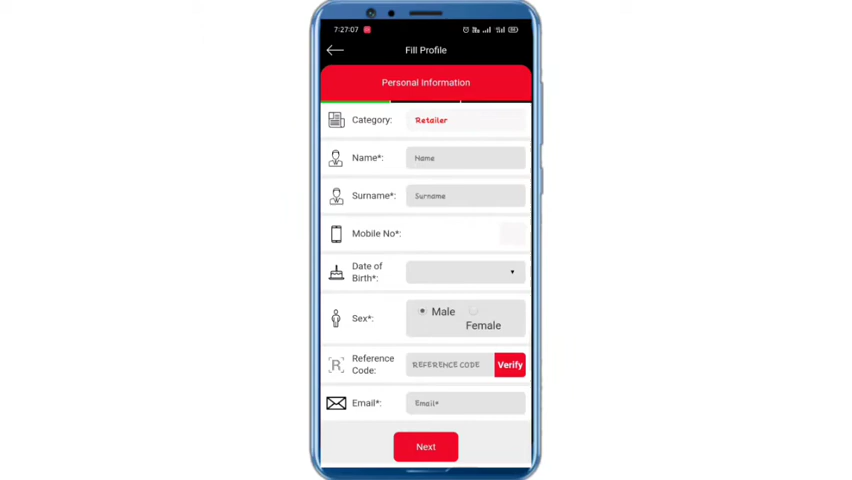 7:27:07
Fill Profile
Personal Information
Category: Retailer
Name*: Name
Surname*: Surname
Mobile No*:
Date of
Birth*:
Sex*: Male
Female
Reference
Code: REFERENCE CODE Verify
Email*: Email*
Next